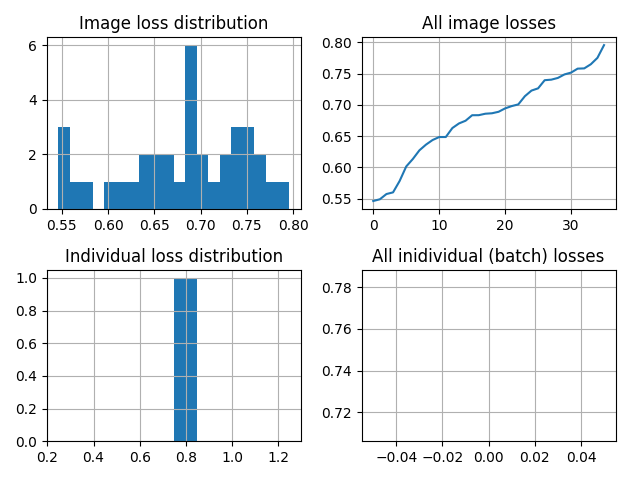 Image loss distribution
6
4
2
0
0.55 0.60 0.65 0.70 0.75 0.80
All image losses
0.80
0.75
0.70
0.65
0.60
0.55
0 10 20 30
Individual loss distribution
1.0
0.8
0.6
0.4
0.2
0.0
0.2 0.4 0.6 0.8 1.0 1.2
All inidividual (batch) losses
0.78
0.76
0.74
0.72
−0.04 −0.02 0.00 0.02 0.04